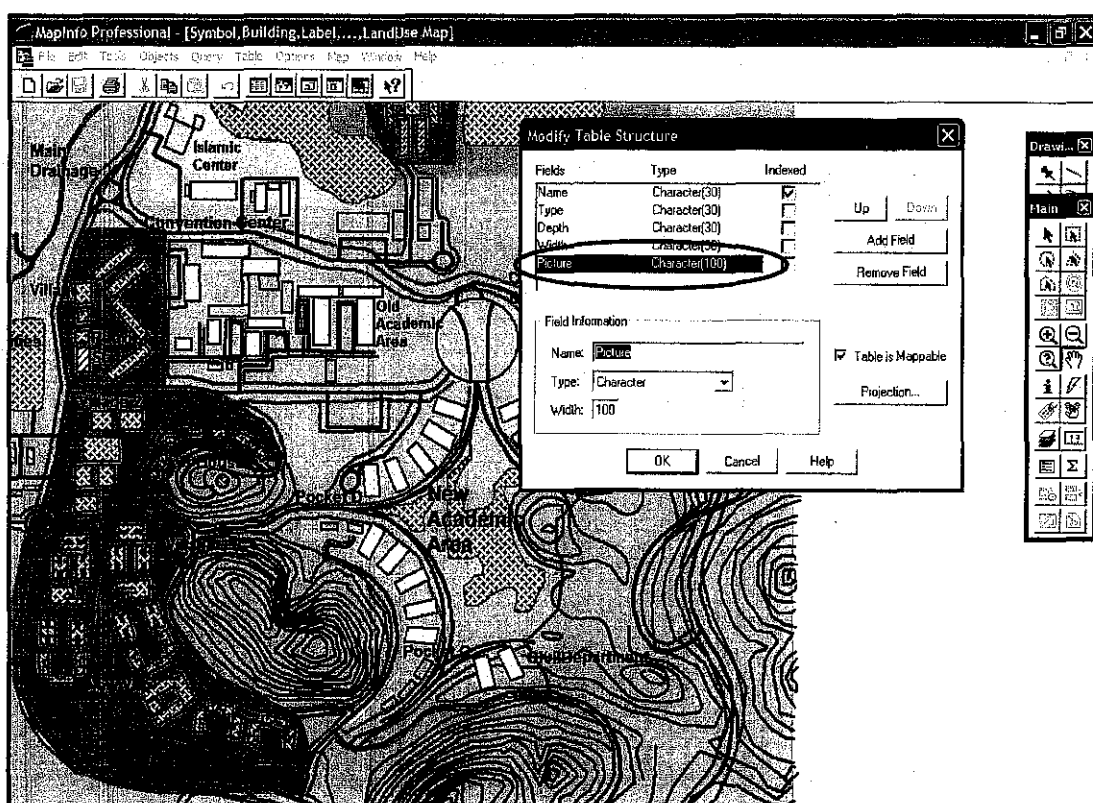 MapInfo Professional - [Symbol,Building,Label,...,LandUse Map]
File Edit Tools Objects Query Table Options Map Window Help
Main
Drainage
Islamic
Center
Convention Center
Old
Academic
Area
New
Academic
Area
Modify Table Structure
Fields Type Indexed
Name Character(30)
Type Character(30)
Depth Character(30)
Width Character(30)
Picture Character(100)
Up Down
Add Field
Remove Field
Field Information
Name: Picture
Type: Character
Width: 100
Table is Mappable
Projection...
OK Cancel Help
Drawi...
Main